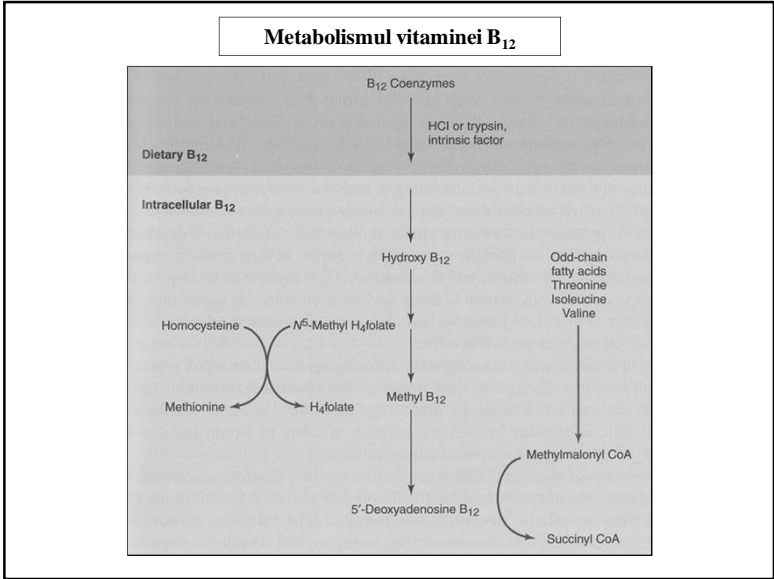 Metabolismul vitaminei B₁₂
B₁₂ Coenzymes
HCl or trypsin,
intrinsic factor
Dietary B₁₂
Intracellular B₁₂
Hydroxy B₁₂
Odd-chain
fatty acids
Threonine
Isoleucine
Valine
Homocysteine
N⁵-Methyl H₄folate
Methionine
H₄folate
Methyl B₁₂
Methylmalonyl CoA
5′-Deoxyadenosine B₁₂
Succinyl CoA